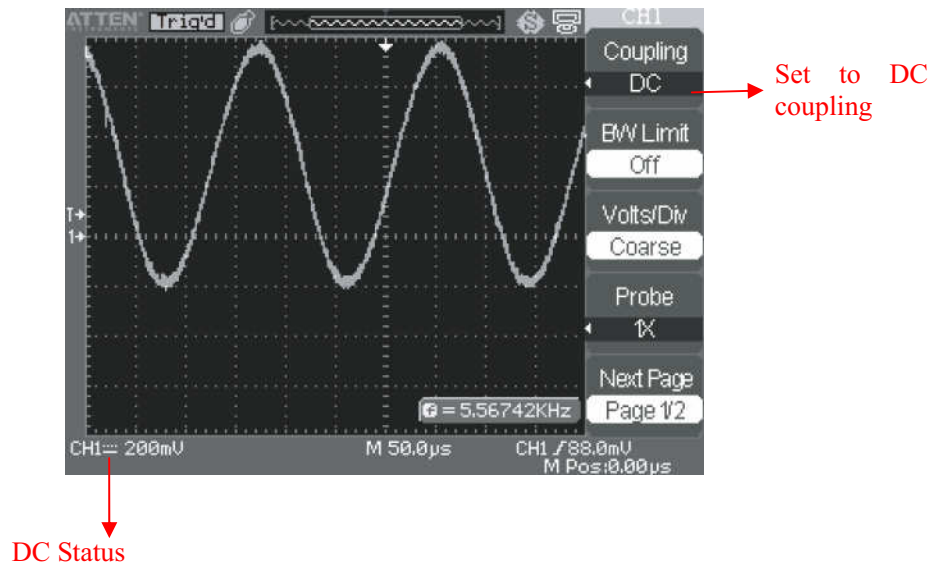 ATTEN Trig'd CH1
INSTRUMENTS
Coupling
DC
BW Limit
Off
Volts/Div
Coarse
Probe
1X
Next Page
Page 1/2
T
1
f = 5.56742KHz
CH1 200mV M 50.0µs CH1 88.0mV
M Pos:0.00µs
Set to DC
coupling
DC Status